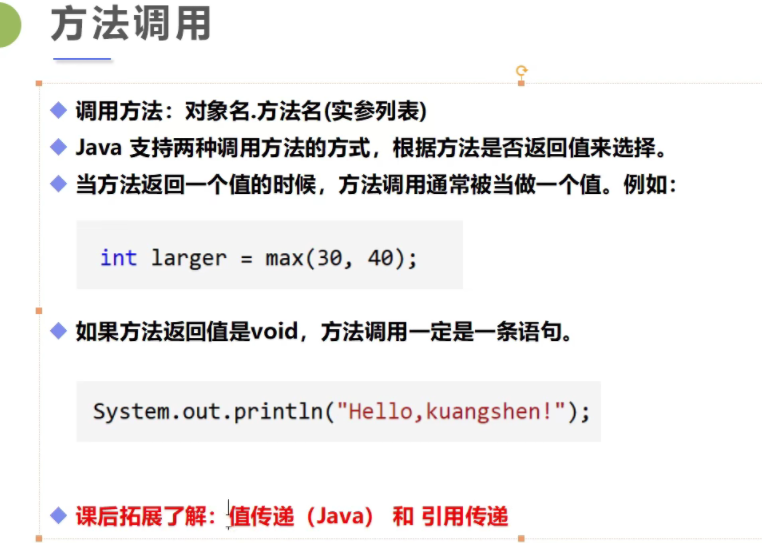 方法调用
调用方法：对象名.方法名(实参列表)
Java 支持两种调用方法的方式，根据方法是否返回值来选择。
当方法返回一个值的时候，方法调用通常被当做一个值。例如：
int larger = max(30, 40);
如果方法返回值是void，方法调用一定是一条语句。
System.out.println("Hello,kuangshen!");
课后拓展了解：值传递（Java） 和 引用传递